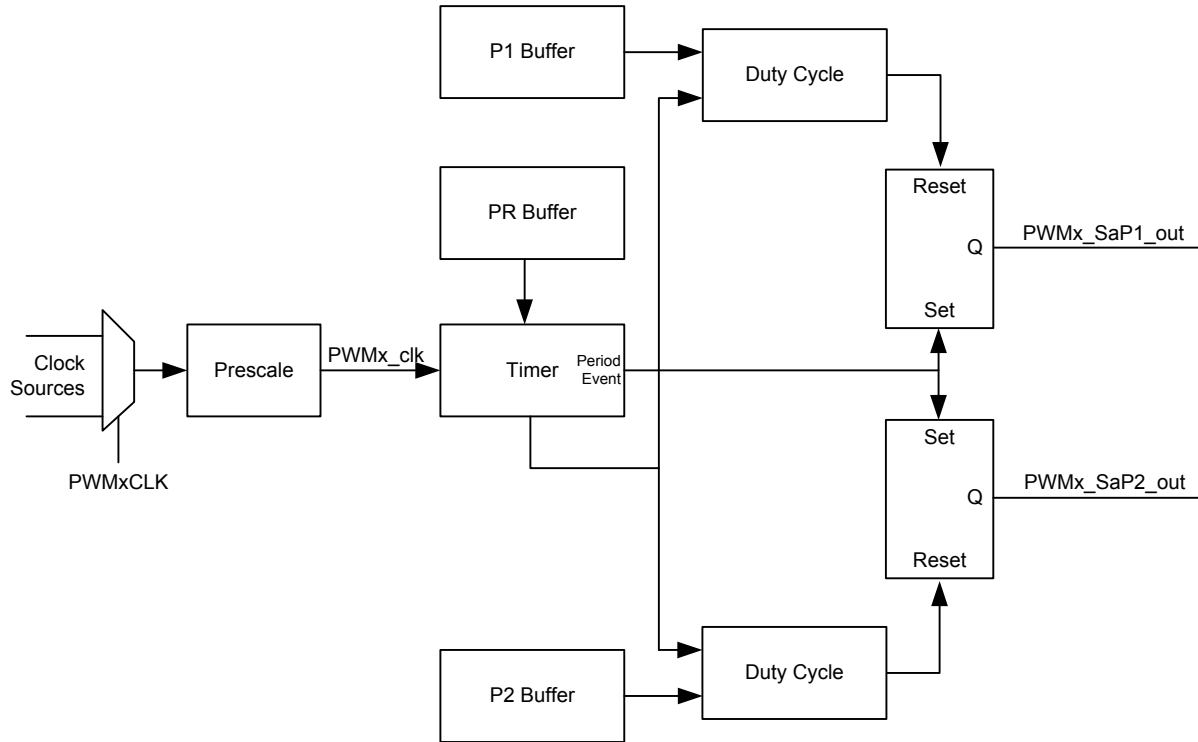 P1 Buffer
Duty Cycle
PR Buffer
Reset
Q
PWMx_SaP1_out
Set
Clock
Sources
Prescale
PWMx_clk
Timer
Period
Event
PWMxCLK
Set
Q
PWMx_SaP2_out
Reset
P2 Buffer
Duty Cycle